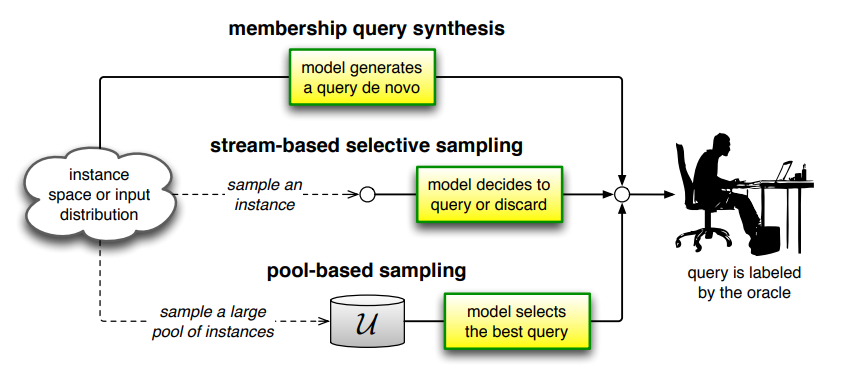 membership query synthesis
model generates
a query de novo
stream-based selective sampling
instance
space or input
distribution
sample an
instance
model decides to
query or discard
pool-based sampling
sample a large
pool of instances
U
model selects
the best query
query is labeled
by the oracle